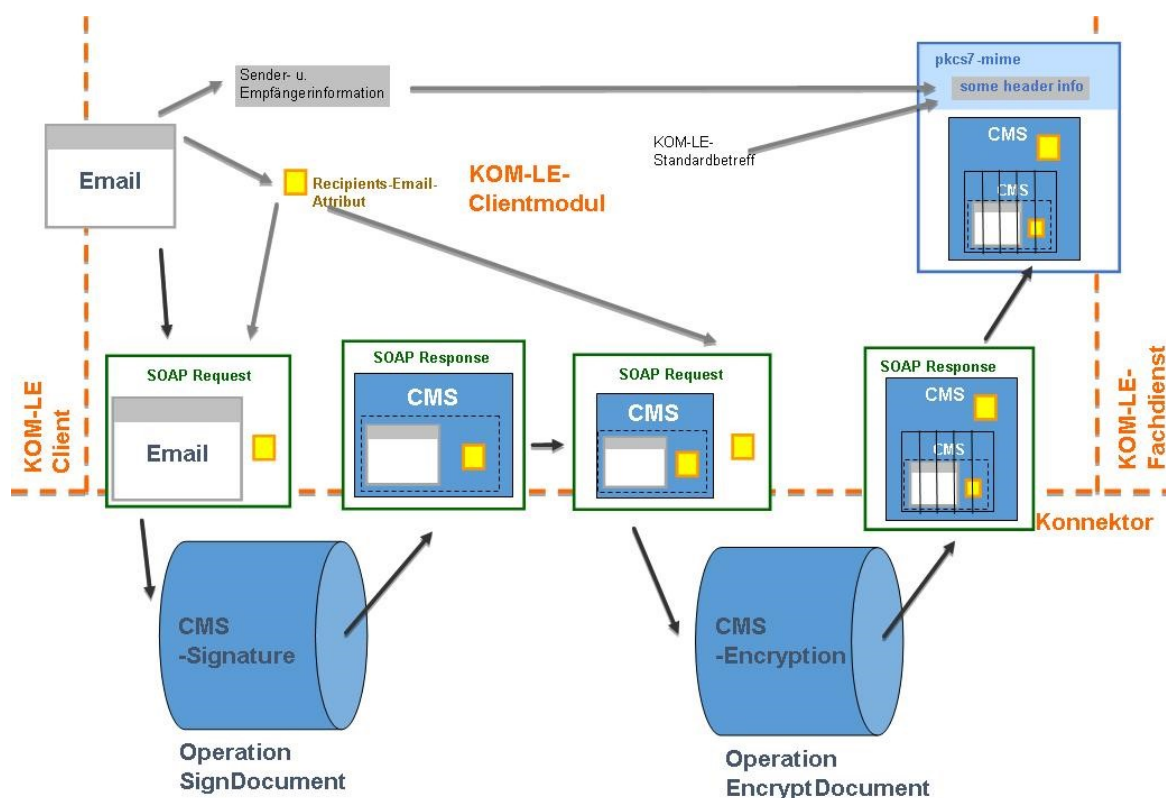 pkcs7-mime
Sender- u.
Empfängerinformation
some header info
KOM-LE-
Standardbetreff
CMS
Email
KOM-LE-
Clientmodul
Recipients-Email-
Attribut
CMS
SOAP Request
SOAP Response
SOAP Request
SOAP Response
CMS
CMS
CMS
Email
CMS
KOM-LE
Client
KOM-LE-
Fachdienst
Konnektor
CMS
-Signature
CMS
-Encryption
Operation
SignDocument
Operation
EncryptDocument